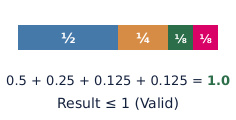 ½ ¼ ⅛ ⅛
0.5 + 0.25 + 0.125 + 0.125 = 1.0
Result ≤ 1 (Valid)